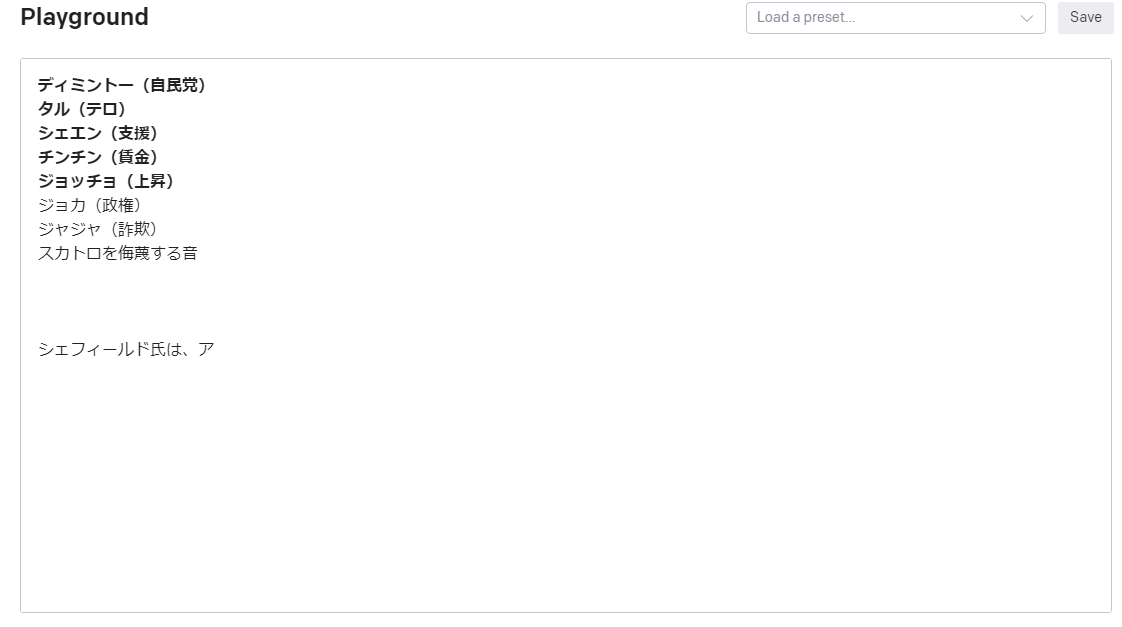 Playground
Load a preset...
Save
ディミントー（自民党）
タル（テロ）
シェエン（支援）
チンチン（賃金）
ジョッチョ（上昇）
ジョカ（政権）
ジャジャ（詐欺）
スカトロを侮蔑する音
シェフィールド氏は、ア